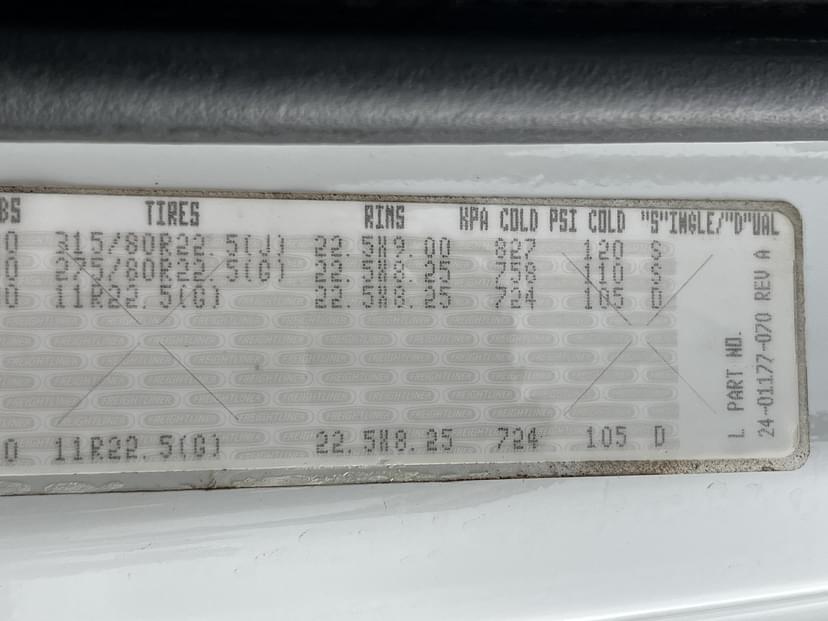 BS TIRES RIMS KPA COLD PSI COLD "S"INGLE/"D"UAL
0 315/80R22.5(J) 22.5X9.00 827 120 S
0 275/80R22.5(G) 22.5X8.25 758 110 S
0 11R22.5(G) 22.5X8.25 724 105 D
0 11R22.5(G) 22.5X8.25 724 105 D
L PART NO.
24-01177-070 REV A
FREIGHTLINER